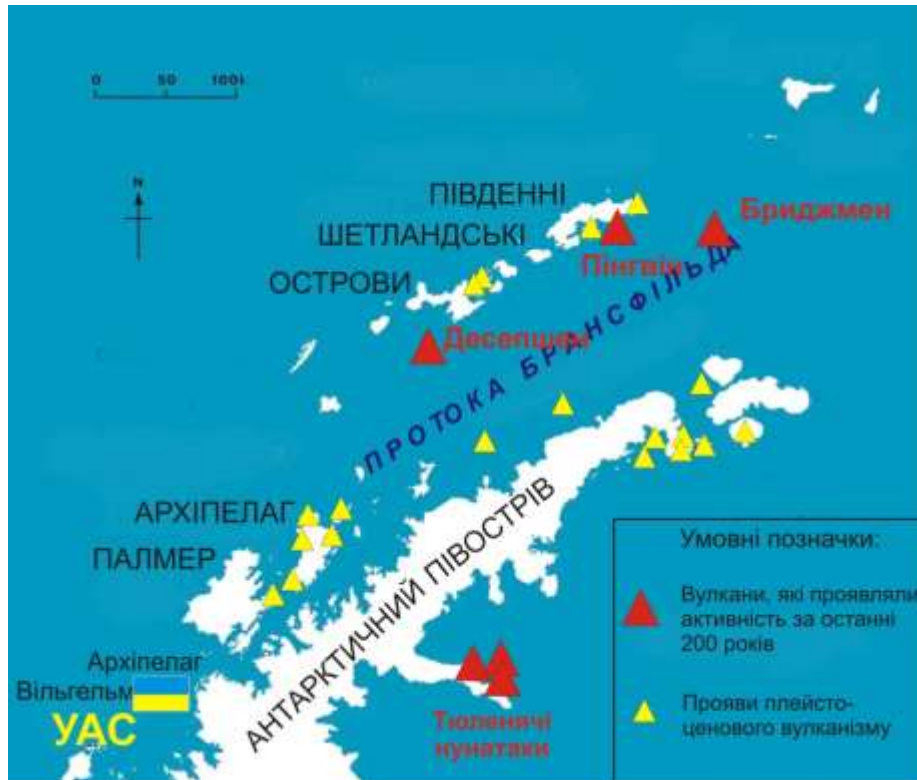 0 50 100k
N
ПІВДЕННІ
ШЕТЛАНДСЬКІ
ОСТРОВИ
Бриджмен
Пінгвін
Десепшен
ПРОТОКА БРАНСФІЛЬДА
АРХІПЕЛАГ
ПАЛМЕР
АНТАРКТИЧНИЙ ПІВОСТРІВ
Архіпелаг
Вільгельм
УАС
Тюленячі
нунатаки
Умовні позначки:
Вулкани, які проявляли
активність за останні
200 років
Прояви плейсто-
ценового вулканізму